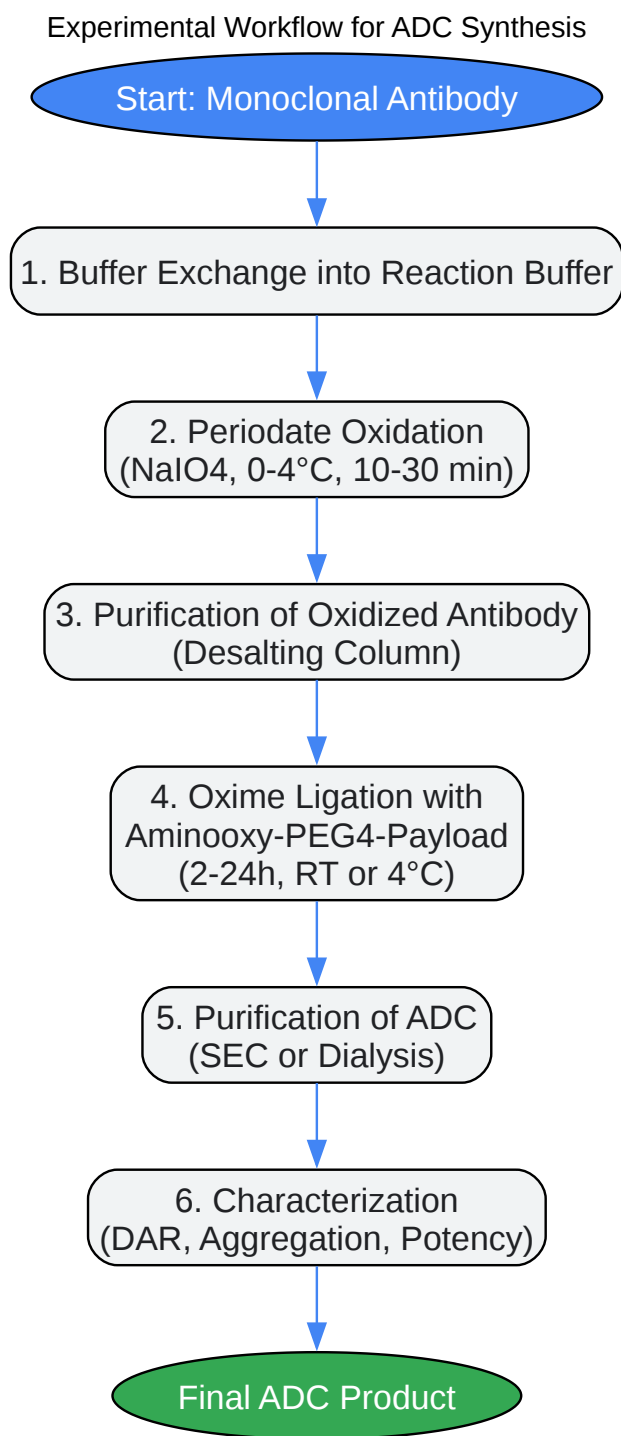 Experimental Workflow for ADC Synthesis
Start: Monoclonal Antibody
1. Buffer Exchange into Reaction Buffer
2. Periodate Oxidation
(NaIO4, 0-4°C, 10-30 min)
3. Purification of Oxidized Antibody
(Desalting Column)
4. Oxime Ligation with
Aminooxy-PEG4-Payload
(2-24h, RT or 4°C)
5. Purification of ADC
(SEC or Dialysis)
6. Characterization
(DAR, Aggregation, Potency)
Final ADC Product